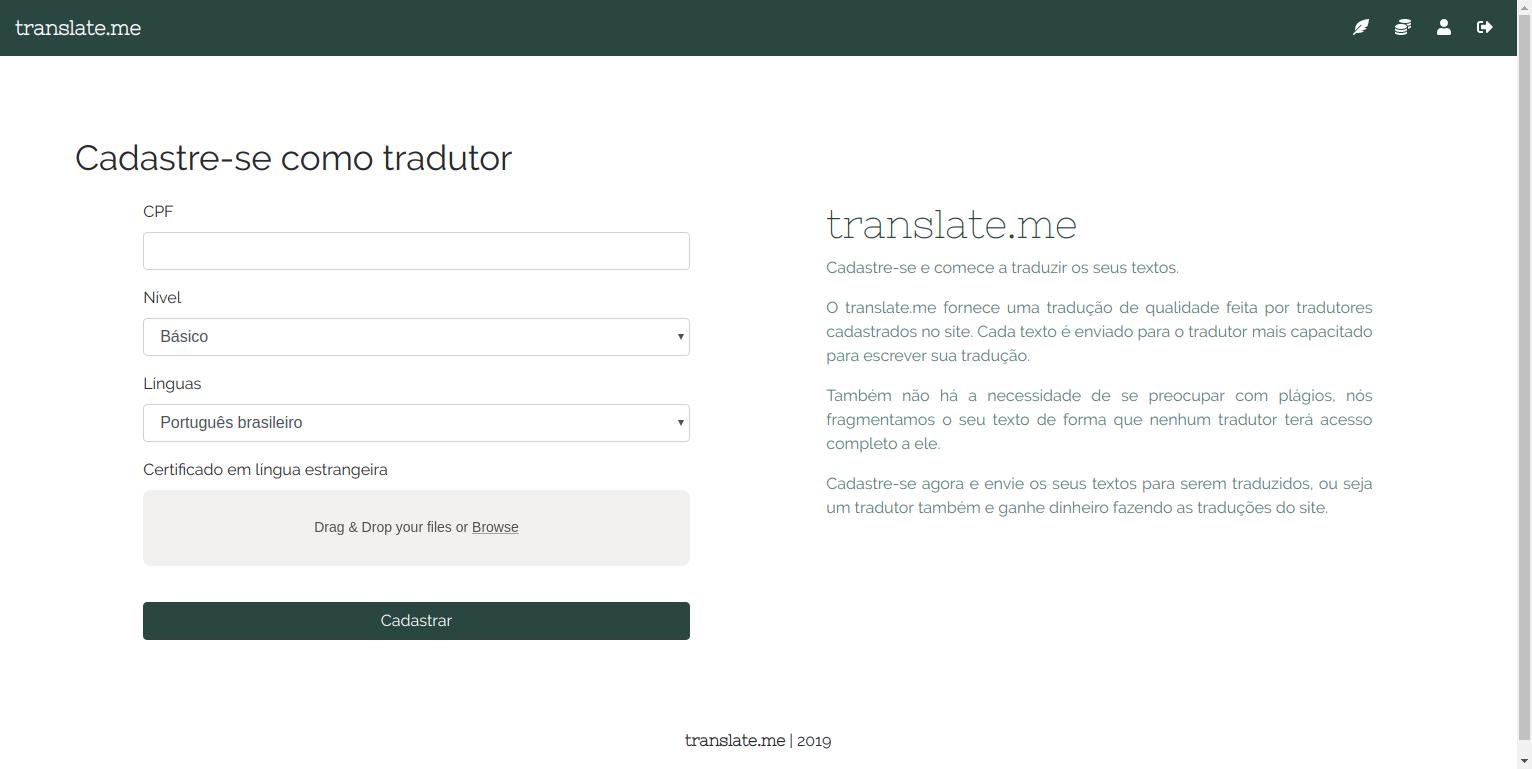 translate.me
Cadastre-se como tradutor
CPF
Nível
Básico
Línguas
Português brasileiro
Certificado em língua estrangeira
Drag & Drop your files or Browse
Cadastrar
translate.me
Cadastre-se e comece a traduzir os seus textos.
O translate.me fornece uma tradução de qualidade feita por tradutores
cadastrados no site. Cada texto é enviado para o tradutor mais capacitado
para escrever sua tradução.
Também não há a necessidade de se preocupar com plágios, nós
fragmentamos o seu texto de forma que nenhum tradutor terá acesso
completo a ele.
Cadastre-se agora e envie os seus textos para serem traduzidos, ou seja
um tradutor também e ganhe dinheiro fazendo as traduções do site.
translate.me | 2019